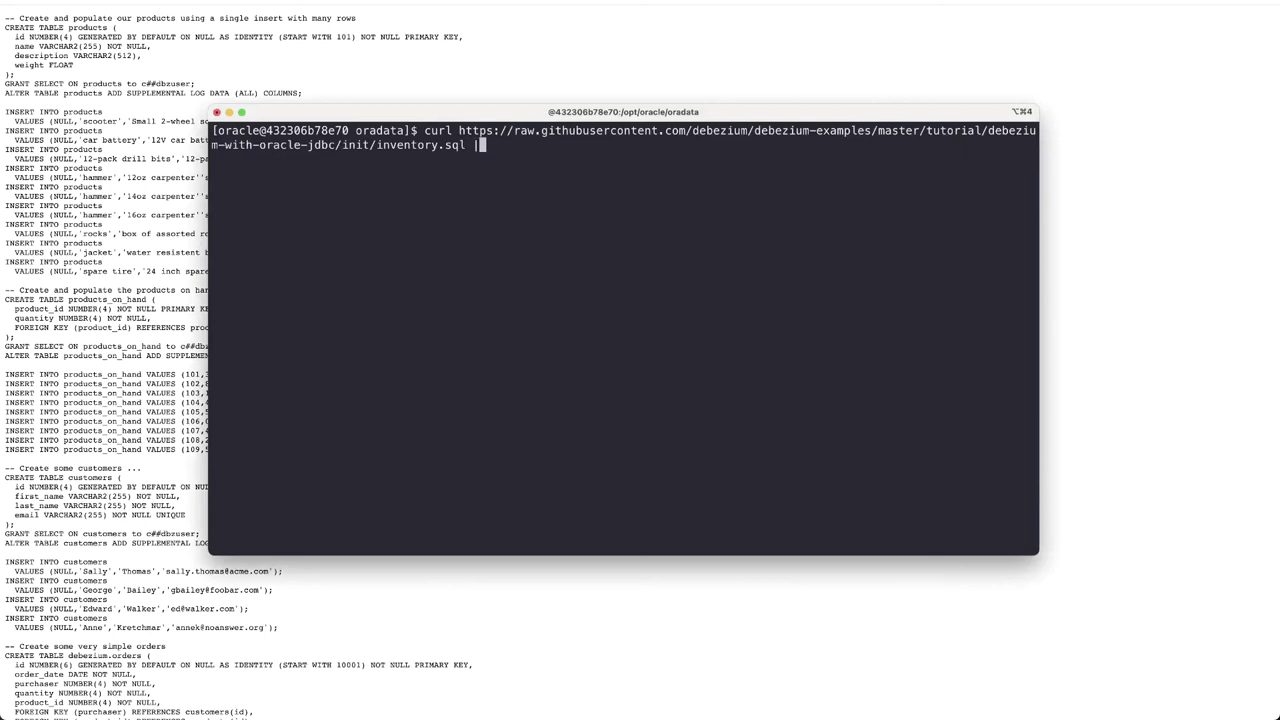 -- Create and populate our products using a single insert with many rows
CREATE TABLE products (
id NUMBER(4) GENERATED BY DEFAULT ON NULL AS IDENTITY (START WITH 101) NOT NULL PRIMARY KEY,
name VARCHAR2(255) NOT NULL,
description VARCHAR2(512),
weight FLOAT
);
GRANT SELECT ON products to c##dbzuser;
ALTER TABLE products ADD SUPPLEMENTAL LOG DATA (ALL) COLUMNS;
INSERT INTO products
VALUES (NULL,'scooter','Small 2-wheel
INSERT INTO products
VALUES (NULL,'car battery','12V car
INSERT INTO products
VALUES (NULL,'12-pack drill bits',
INSERT INTO products
VALUES (NULL,'hammer','12oz
INSERT INTO products
VALUES (NULL,'hammer','14oz
INSERT INTO products
VALUES (NULL,'hammer','16oz
INSERT INTO products
VALUES (NULL,'rocks','box of assorted
INSERT INTO products
VALUES (NULL,'jacket','water resistent
INSERT INTO products
VALUES (NULL,'spare tire','24 inch
-- Create and populate the products on
CREATE TABLE products_on_hand (
product_id NUMBER(4) NOT NULL PRIMARY
quantity NUMBER(4) NOT NULL,
FOREIGN KEY (product_id) REFERENCES
);
GRANT SELECT ON products_on_hand to
ALTER TABLE products_on_hand ADD
INSERT INTO products_on_hand VALUES (101,
INSERT INTO products_on_hand VALUES (102,
INSERT INTO products_on_hand VALUES (103,
INSERT INTO products_on_hand VALUES (104,
INSERT INTO products_on_hand VALUES (105,
INSERT INTO products_on_hand VALUES (106,
INSERT INTO products_on_hand VALUES (107,
INSERT INTO products_on_hand VALUES (108,
INSERT INTO products_on_hand VALUES (109,
-- Create some customers ...
CREATE TABLE customers (
id NUMBER(4) GENERATED BY DEFAULT ON
first_name VARCHAR2(255) NOT NULL,
last_name VARCHAR2(255) NOT NULL,
email VARCHAR2(255) NOT NULL UNIQUE
);
GRANT SELECT ON customers to c##dbzuser;
ALTER TABLE customers ADD SUPPLEMENTAL
INSERT INTO customers
VALUES (NULL,'Sally','Thomas','sally.thomas@acme.com');
INSERT INTO customers
VALUES (NULL,'George','Bailey','gbailey@foobar.com');
INSERT INTO customers
VALUES (NULL,'Edward','Walker','ed@walker.com');
INSERT INTO customers
VALUES (NULL,'Anne','Kretchmar','annek@noanswer.org');
-- Create some very simple orders
CREATE TABLE debezium.orders (
id NUMBER(6) GENERATED BY DEFAULT ON NULL AS IDENTITY (START WITH 10001) NOT NULL PRIMARY KEY,
order_date DATE NOT NULL,
purchaser NUMBER(4) NOT NULL,
quantity NUMBER(4) NOT NULL,
product_id NUMBER(4) NOT NULL,
FOREIGN KEY (purchaser) REFERENCES customers(id),
@432306b78e70:/opt/oracle/oradata
⌥⌘4
[oracle@432306b78e70 oradata]$ curl https://raw.githubusercontent.com/debezium/debezium-examples/master/tutorial/debeziu
m-with-oracle-jdbc/init/inventory.sql |